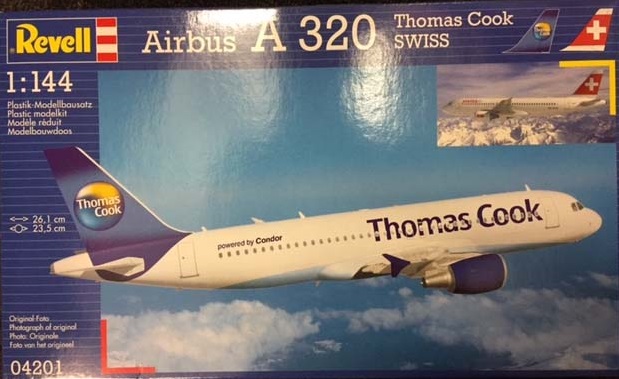 Revell
Airbus A 320
Thomas Cook
SWISS
1:144
Plastik-Modellbausatz
Plastic modelkit
Modèle réduit
Modelbouwdoos
Thomas
Cook
26,1 cm
23,5 cm
powered by Condor
Thomas Cook
Original-Foto
Photograph of original
Photo: Originale
Foto van het origineel
04201